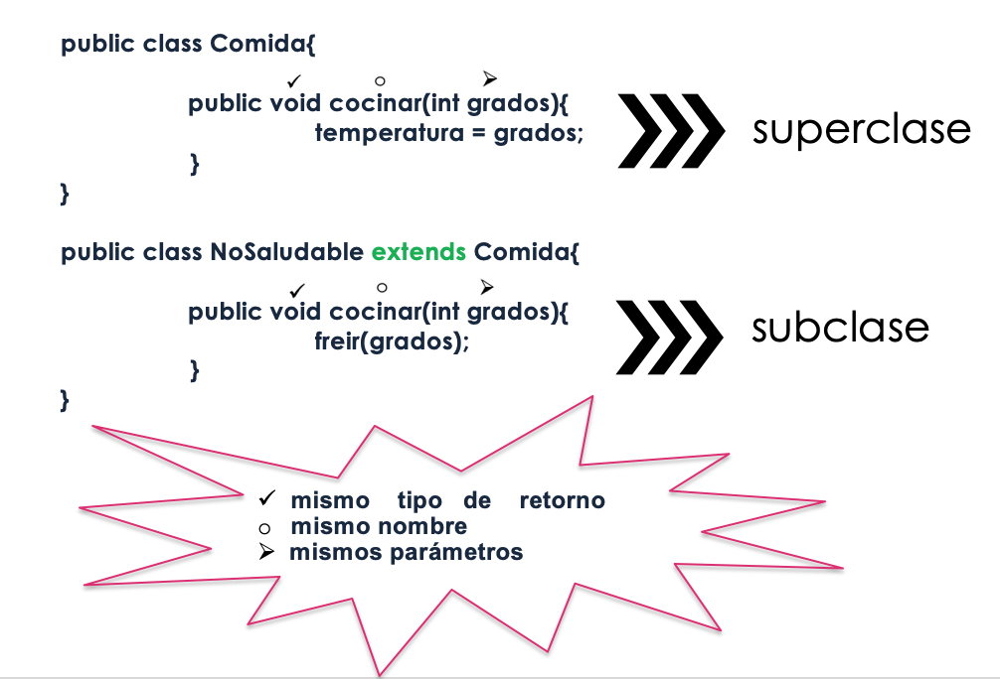 public class Comida{
public void cocinar(int grados){
temperatura = grados;
}
}
superclase
public class NoSaludable extends Comida{
public void cocinar(int grados){
freir(grados);
}
}
subclase
✓ mismo tipo de retorno
o mismo nombre
➢ mismos parámetros